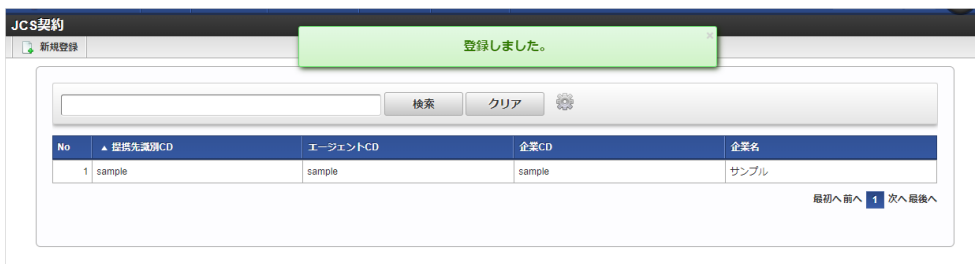 JCS契約
新規登録
登録しました。
×
検索 クリア
No ▲ 提携先識別CD エージェントCD 企業CD 企業名
1 sample sample sample サンプル
最初へ 前へ 1 次へ 最後へ